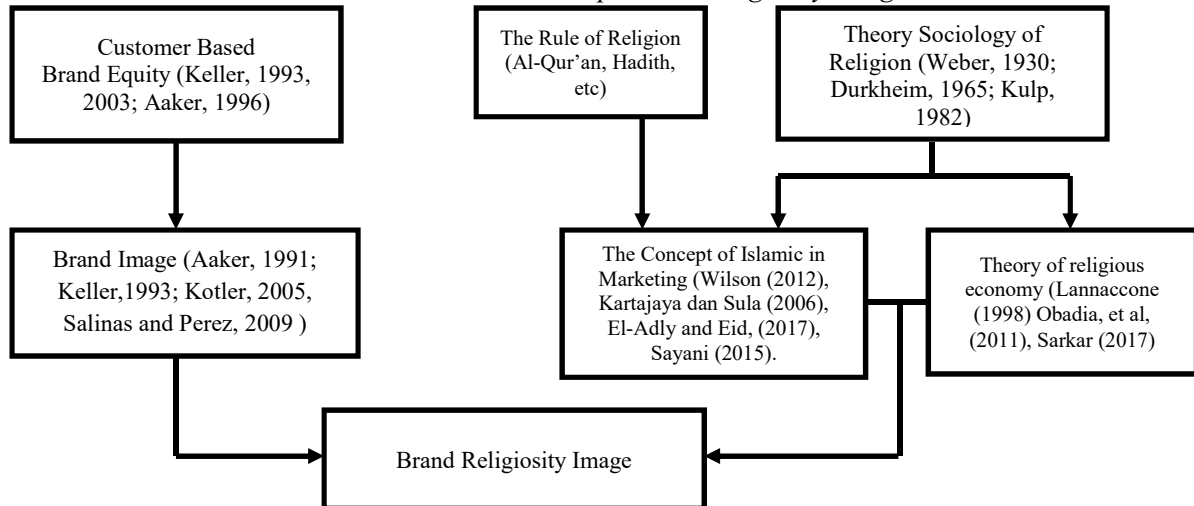 Customer Based
Brand Equity (Keller, 1993,
2003; Aaker, 1996)
The Rule of Religion
(Al-Qur’an, Hadith,
etc)
Theory Sociology of
Religion (Weber, 1930;
Durkheim, 1965; Kulp,
1982)
Brand Image (Aaker, 1991;
Keller,1993; Kotler, 2005,
Salinas and Perez, 2009 )
The Concept of Islamic in
Marketing (Wilson (2012),
Kartajaya dan Sula (2006),
El-Adly and Eid, (2017),
Sayani (2015).
Theory of religious
economy (Lannaccone
(1998) Obadia, et al,
(2011), Sarkar (2017)
Brand Religiosity Image